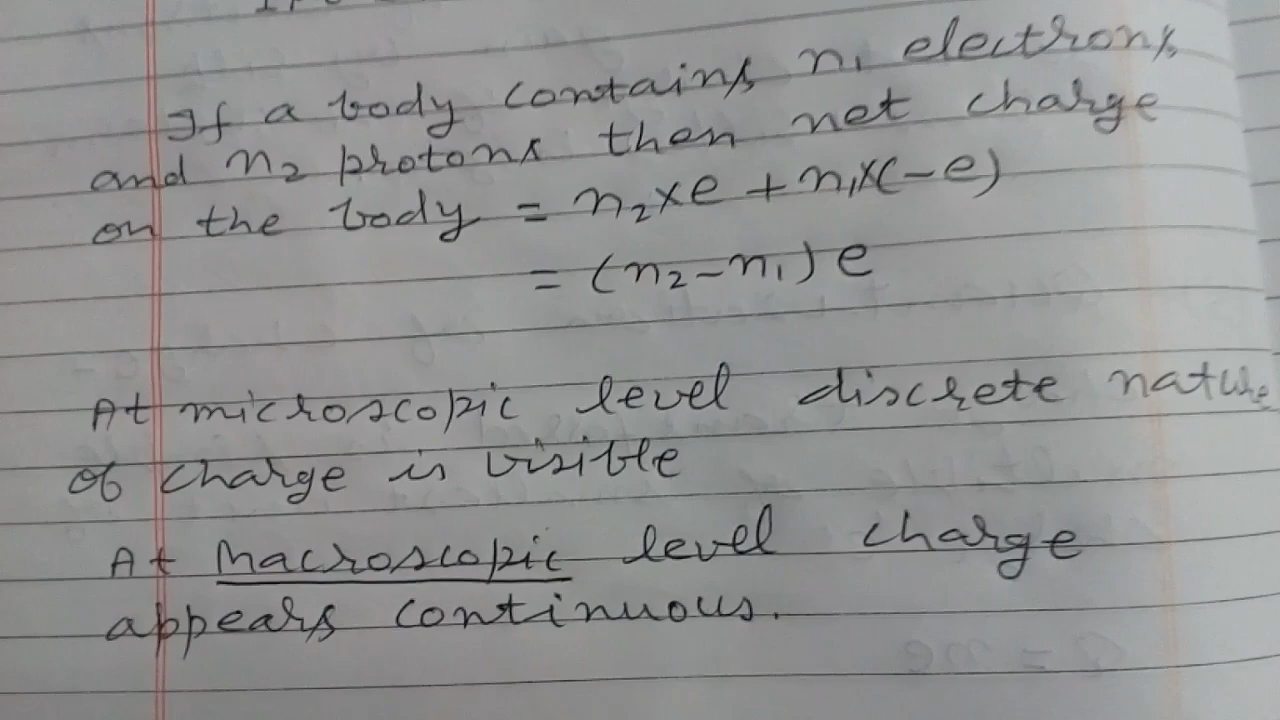 If a body contains n₁ electrons
and n₂ protons then net charge
on the body = n₂×e + n₁×(-e)
= (n₂-n₁) e
At microscopic level discrete nature
of charge is visible
At Macroscopic level charge
appears continuous.